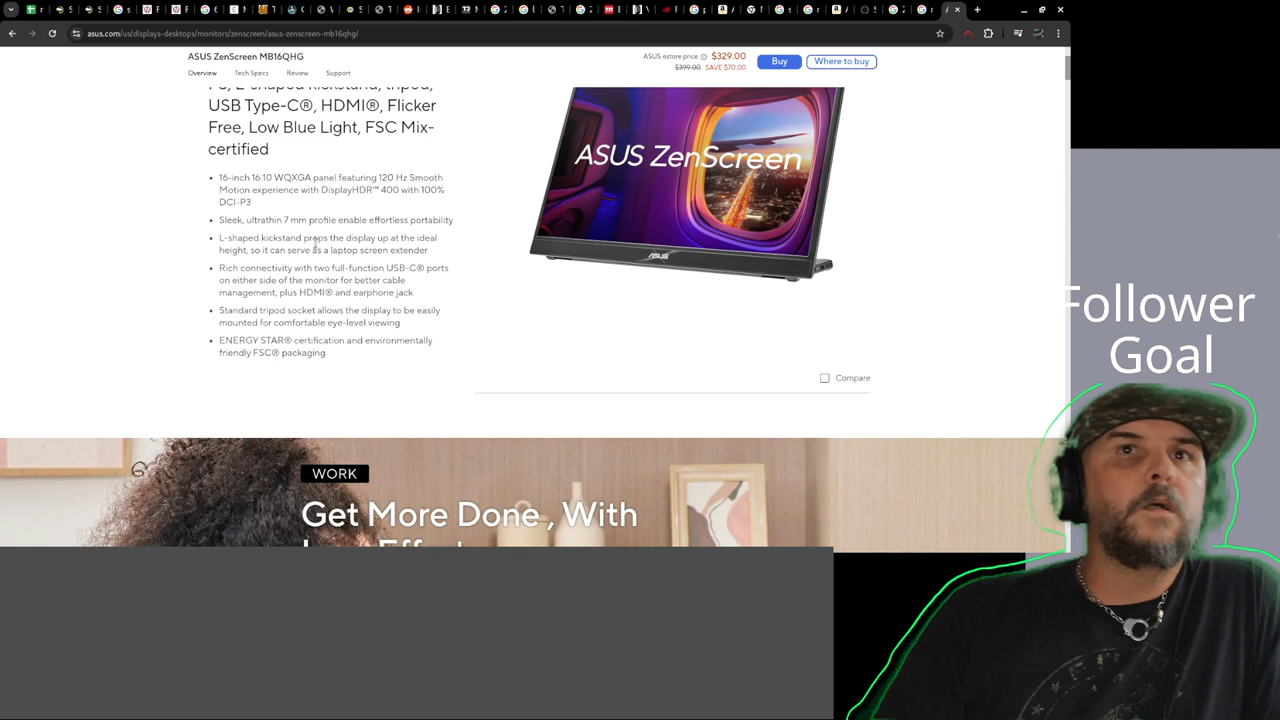 asus.com/us/displays-desktops/monitors/zenscreen/asus-zenscreen-mb16qhg/
ASUS ZenScreen MB16QHG
ASUS estore price $329.00
$399.00 SAVE $70.00
Buy
Where to buy
Overview
Tech Specs
Review
Support
USB Type-C®, HDMI®, Flicker
Free, Low Blue Light, FSC Mix-
certified
16-inch 16:10 WQXGA panel featuring 120 Hz Smooth
Motion experience with DisplayHDR™ 400 with 100%
DCI-P3
Sleek, ultrathin 7 mm profile enable effortless portability
L-shaped kickstand props the display up at the ideal
height, so it can serve as a laptop screen extender
Rich connectivity with two full-function USB-C® ports
on either side of the monitor for better cable
management, plus HDMI® and earphone jack
Standard tripod socket allows the display to be easily
mounted for comfortable eye-level viewing
ENERGY STAR® certification and environmentally
friendly FSC® packaging
ASUS ZenScreen
ASUS
Compare
WORK
Get More Done , With
Follower
Goal